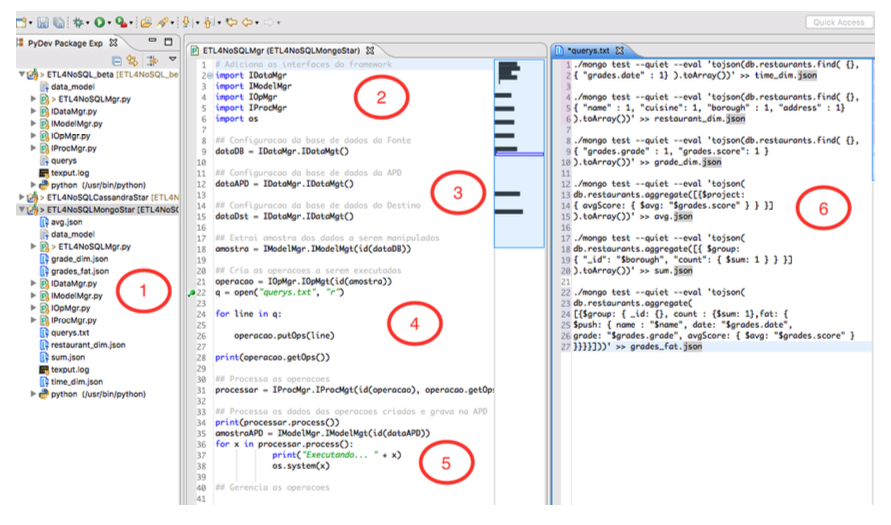 Quick Access
PyDev Package Exp
> ETL4NoSQL_beta [ETL4NoSQL_be
data_model
> ETL4NoSQLMgr.py
IDataMgr.py
IModelMgr.py
IOpMgr.py
IProcMgr.py
querys
texput.log
python (/usr/bin/python)
> ETL4NoSQLCassandraStar [ETL4N
> ETL4NoSQLMongoStar [ETL4NoSQ
avg.json
data_model
> ETL4NoSQLMgr.py
grade_dim.json
grades_fat.json
IDataMgr.py
IModelMgr.py
IOpMgr.py
IProcMgr.py
querys.txt
restaurant_dim.json
sum.json
texput.log
time_dim.json
python (/usr/bin/python)
1
ETL4NoSQLMgr (ETL4NoSQLMongoStar)
1 # Adiciona as interfaces do framework
2 import IDataMgr
3 import IModelMgr
4 import IOpMgr
5 import IProcMgr
6 import os
7
8 ## Configuracao da base de dados da Fonte
9 dataDB = IDataMgr.IDataMgt()
10
11 ## Configuracao da base de dados da APD
12 dataAPD = IDataMgr.IDataMgt()
13
14 ## Configuracao da base de dados do Destino
15 dataDst = IDataMgr.IDataMgt()
16
17 ## Extrai amostra dos dados a serem manipulados
18 amostra = IModelMgr.IModelMgt(id(dataDB))
19
20 ## Cria as operacoes a serem executadas
21 operacao = IOpMgr.IOpMgt(id(amostra))
22 q = open("querys.txt", "r")
23
24 for line in q:
25
26 operacao.putOps(line)
27
28 print(operacao.getOps())
29
30 ## Processa as operacoes
31 processar = IProcMgr.IProcMgt(id(operacao), operacao.getOps
32
33 ## Processa os dados das operacoes criadas e grava na APD
34 print(processar.process())
35 amostraAPD = IModelMgr.IModelMgt(id(dataAPD))
36 for x in processar.process():
37 print("Executando... " + x)
38 os.system(x)
39
40 ## Gerencia as operacoes
41
2
3
4
5
*querys.txt
1 ./mongo test --quiet --eval 'tojson(db.restaurants.find( {},
2 { "grades.date" : 1} ).toArray())' >> time_dim.json
3
4 ./mongo test --quiet --eval 'tojson(db.restaurants.find( {},
5 { "name" : 1, "cuisine": 1, "borough" : 1, "address" : 1}
6 ).toArray())' >> restaurant_dim.json
7
8 ./mongo test --quiet --eval 'tojson(db.restaurants.find( {},
9 { "grades.grade" : 1, "grades.score": 1 }
10 ).toArray())' >> grade_dim.json
11
12 ./mongo test --quiet --eval 'tojson(
13 db.restaurants.aggregate([{$project:
14 { avgScore: { $avg: "$grades.score" } } }]
15 ).toArray())' >> avg.json
16
17 ./mongo test --quiet --eval 'tojson(
18 db.restaurants.aggregate([{ $group:
19 { "_id": "$borough", "count": { $sum: 1 } } }]
20 ).toArray())' >> sum.json
21
22 ./mongo test --quiet --eval 'tojson(
23 db.restaurants.aggregate(
24 [{$group: { _id: {}, count : {$sum: 1},fat: {
25 $push: { name : "$name", date: "$grades.date",
26 grade: "$grades.grade", avgScore: { $avg: "$grades.score" }
27 }}}}]))' >> grades_fat.json
6